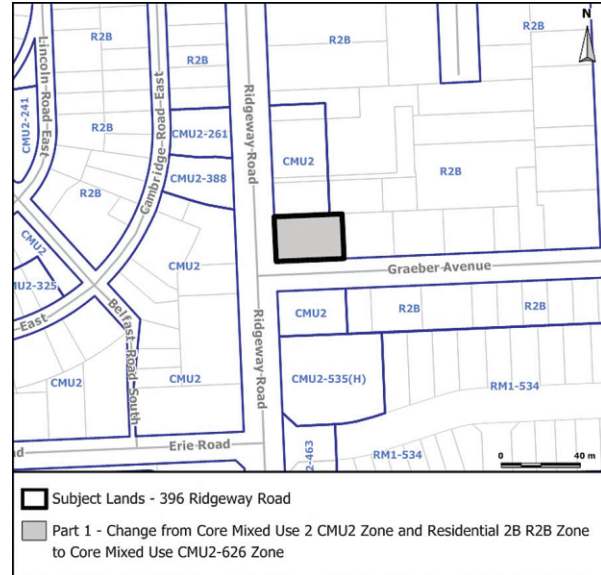 R2B
R2B
R2B
N
Lincoln Road East
CMU2-241
R2B
Cambridge Road East
R2B
Ridgeway Road
CMU2-261
CMU2
CMU2-388
R2B
R2B
CMU2
CMU2
Graeber Avenue
MU2-325
East
Belfast Road South
Ridgeway Road
CMU2
R2B
R2B
CMU2
CMU2
CMU2-535(H)
RM1-534
Erie Road
2-463
RM1-534
0 40 m
Subject Lands - 396 Ridgeway Road
Part 1 - Change from Core Mixed Use 2 CMU2 Zone and Residential 2B R2B Zone
to Core Mixed Use CMU2-626 Zone